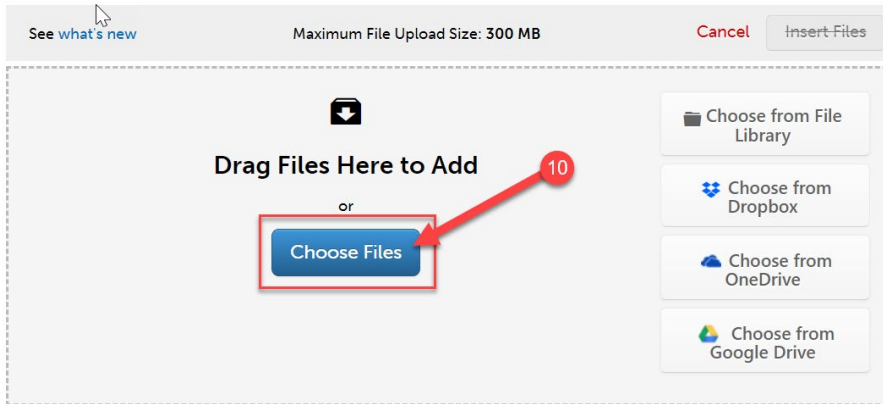 See what's new
Maximum File Upload Size: 300 MB
Cancel
Insert Files
Drag Files Here to Add
or
Choose Files
10
Choose from File
Library
Choose from
Dropbox
Choose from
OneDrive
Choose from
Google Drive